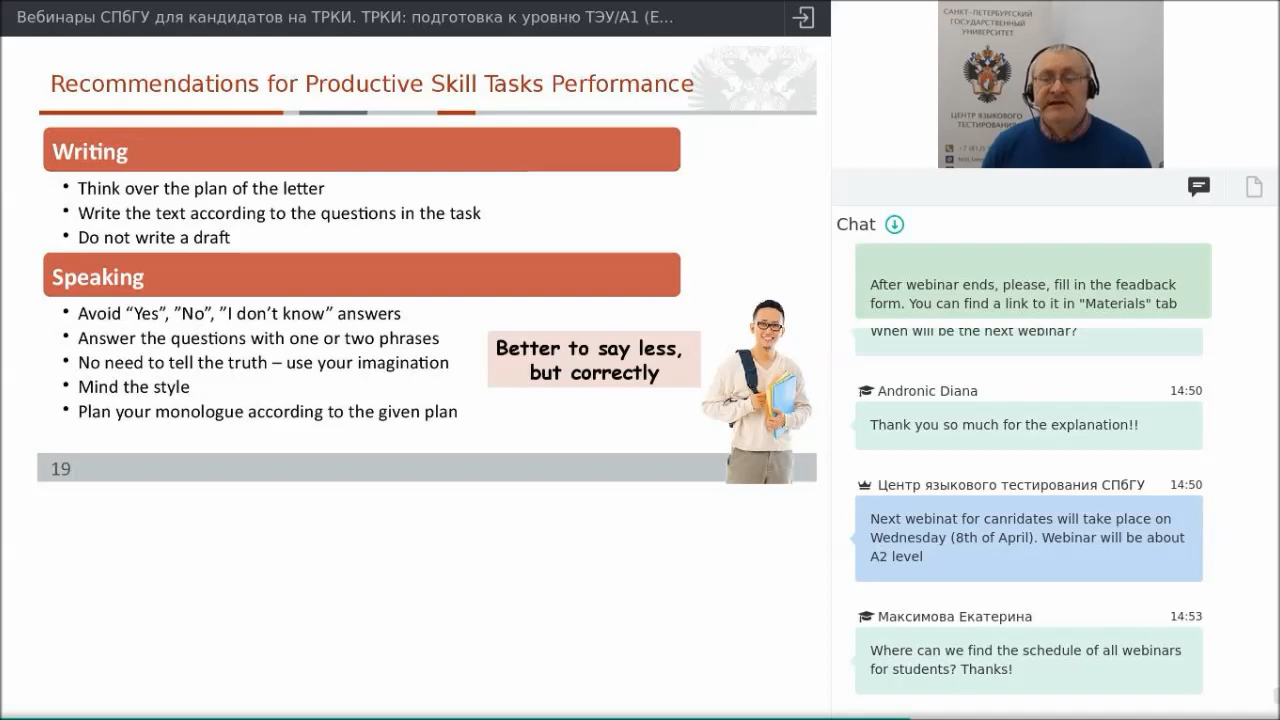 Вебинары СПбГУ для кандидатов на ТРКИ. ТРКИ: подготовка к уровню ТЭУ/А1 (Е...
Recommendations for Productive Skill Tasks Performance
Writing
• Think over the plan of the letter
• Write the text according to the questions in the task
• Do not write a draft
Speaking
• Avoid “Yes”, ”No”, ”I don’t know” answers
• Answer the questions with one or two phrases
• No need to tell the truth – use your imagination
• Mind the style
• Plan your monologue according to the given plan
Better to say less,
but correctly
19
САНКТ-ПЕТЕРБУРГСКИЙ
ГОСУДАРСТВЕННЫЙ
УНИВЕРСИТЕТ
ЦЕНТР ЯЗЫКОВОГО
ТЕСТИРОВАНИЯ
Chat
After webinar ends, please, fill in the feadback
form. You can find a link to it in "Materials" tab
When will be the next webinar?
Andronic Diana 14:50
Thank you so much for the explanation!!
Центр языкового тестирования СПбГУ 14:50
Next webinat for canridates will take place on
Wednesday (8th of April). Webinar will be about
A2 level
Максимова Екатерина 14:53
Where can we find the schedule of all webinars
for students? Thanks!